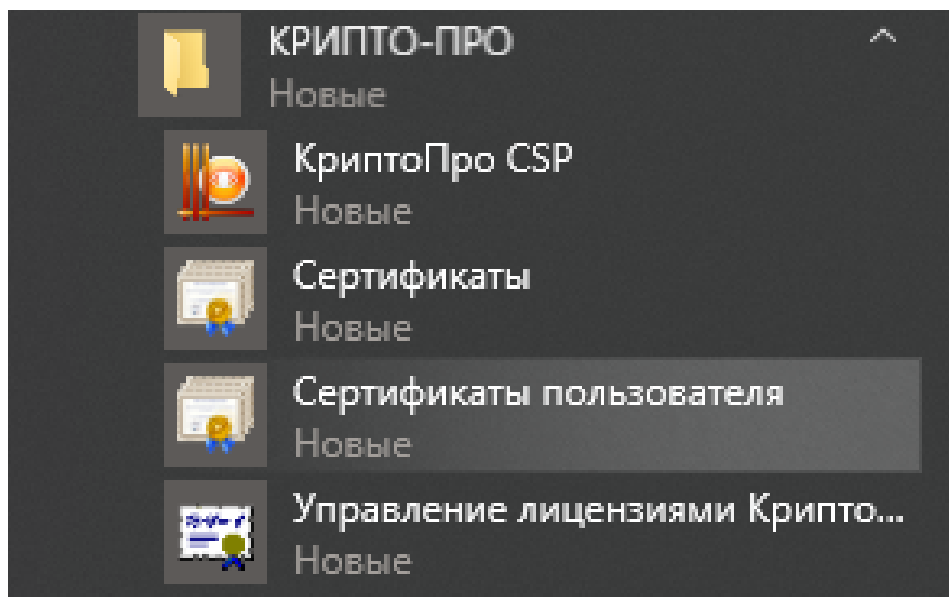 КРИПТО-ПРО
Новые
КриптоПро CSP
Новые
Сертификаты
Новые
Сертификаты пользователя
Новые
Управление лицензиями Крипто...
Новые